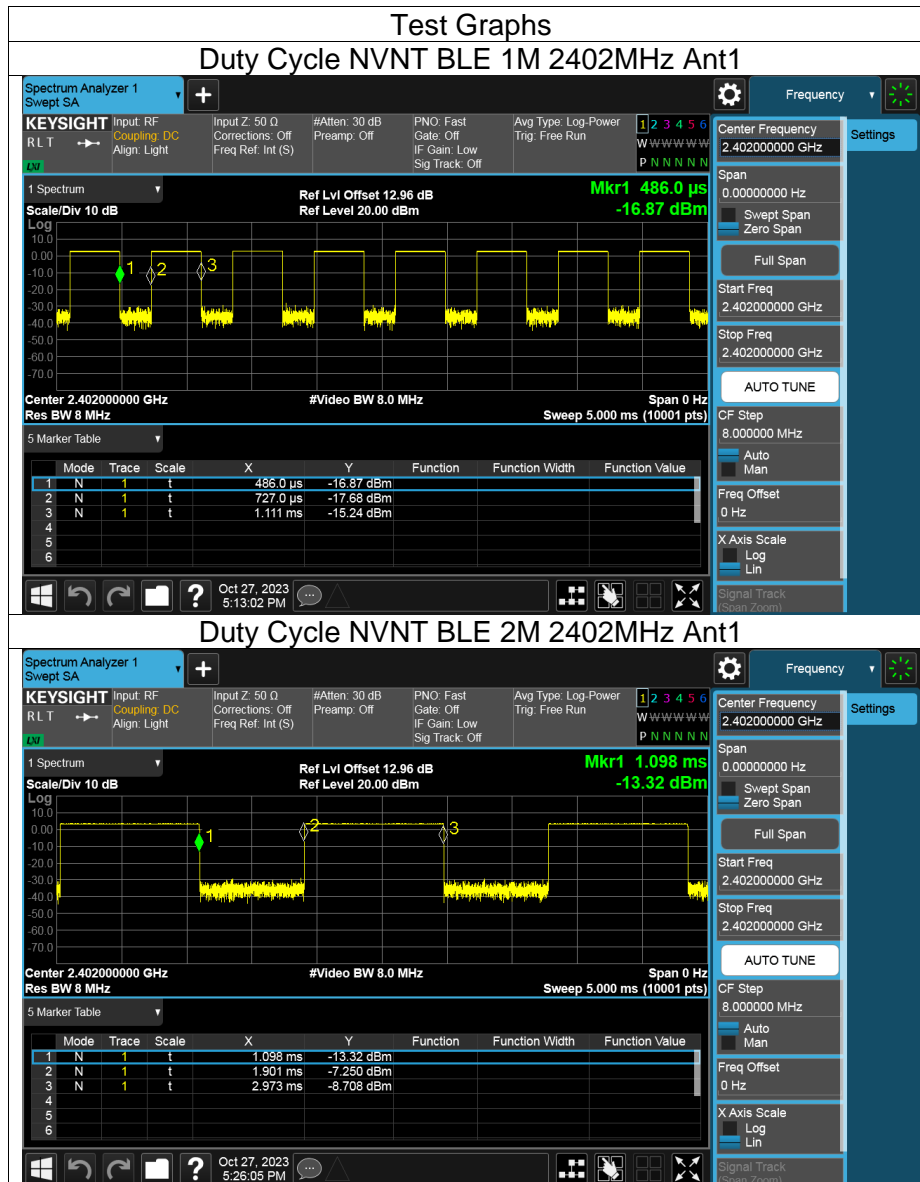 Test Graphs
Duty Cycle NVNT BLE 1M 2402MHz Ant1
Spectrum Analyzer 1
Swept SA
+
Frequency
KEYSIGHT
RLT
LXI
Input: RF
Coupling: DC
Align: Light
Input Z: 50 Ω
Corrections: Off
Freq Ref: Int (S)
#Atten: 30 dB
Preamp: Off
PNO: Fast
Gate: Off
IF Gain: Low
Sig Track: Off
Avg Type: Log-Power
Trig: Free Run
1 2 3 4 5 6
W W W W W W
P N N N N N
Center Frequency
2.402000000 GHz
Settings
Span
0.00000000 Hz
Swept Span
Zero Span
Full Span
Start Freq
2.402000000 GHz
Stop Freq
2.402000000 GHz
AUTO TUNE
CF Step
8.000000 MHz
Auto
Man
Freq Offset
0 Hz
X Axis Scale
Log
Lin
Signal Track
(Span Zoom)
1 Spectrum
Scale/Div 10 dB
Ref Lvl Offset 12.96 dB
Ref Level 20.00 dBm
Mkr1 486.0 µs
-16.87 dBm
Log
10.0
0.00
-10.0
-20.0
-30.0
-40.0
-50.0
-60.0
-70.0
1
2
3
Center 2.402000000 GHz
Res BW 8 MHz
#Video BW 8.0 MHz
Span 0 Hz
Sweep 5.000 ms (10001 pts)
5 Marker Table
Mode Trace Scale X Y Function Function Width Function Value
1 N 1 t 486.0 µs -16.87 dBm
2 N 1 t 727.0 µs -17.68 dBm
3 N 1 t 1.111 ms -15.24 dBm
4
5
6
?
Oct 27, 2023
5:13:02 PM
Duty Cycle NVNT BLE 2M 2402MHz Ant1
Spectrum Analyzer 1
Swept SA
+
Frequency
KEYSIGHT
RLT
LXI
Input: RF
Coupling: DC
Align: Light
Input Z: 50 Ω
Corrections: Off
Freq Ref: Int (S)
#Atten: 30 dB
Preamp: Off
PNO: Fast
Gate: Off
IF Gain: Low
Sig Track: Off
Avg Type: Log-Power
Trig: Free Run
1 2 3 4 5 6
W W W W W W
P N N N N N
Center Frequency
2.402000000 GHz
Settings
Span
0.00000000 Hz
Swept Span
Zero Span
Full Span
Start Freq
2.402000000 GHz
Stop Freq
2.402000000 GHz
AUTO TUNE
CF Step
8.000000 MHz
Auto
Man
Freq Offset
0 Hz
X Axis Scale
Log
Lin
Signal Track
(Span Zoom)
1 Spectrum
Scale/Div 10 dB
Ref Lvl Offset 12.96 dB
Ref Level 20.00 dBm
Mkr1 1.098 ms
-13.32 dBm
Log
10.0
0.00
-10.0
-20.0
-30.0
-40.0
-50.0
-60.0
-70.0
1
2
3
Center 2.402000000 GHz
Res BW 8 MHz
#Video BW 8.0 MHz
Span 0 Hz
Sweep 5.000 ms (10001 pts)
5 Marker Table
Mode Trace Scale X Y Function Function Width Function Value
1 N 1 t 1.098 ms -13.32 dBm
2 N 1 t 1.901 ms -7.250 dBm
3 N 1 t 2.973 ms -8.708 dBm
4
5
6
?
Oct 27, 2023
5:26:05 PM